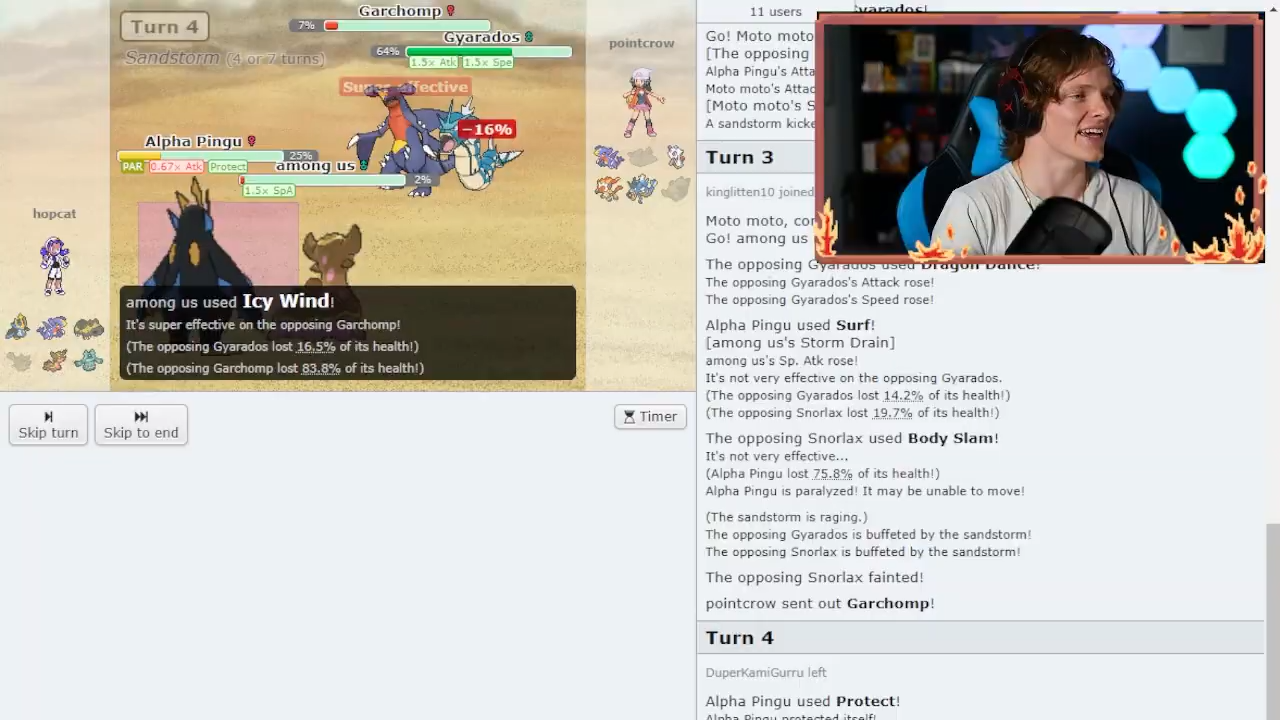 Turn 4
Sandstorm (4 or 7 turns)
Garchomp
7%
Gyarados
64%
1.5× Atk 1.5× Spe
Super effective
-16%
Alpha Pingu
25%
PAR 0.67× Atk Protect
among us
2%
1.5× SpA
hopcat
pointcrow
among us used Icy Wind!
It's super effective on the opposing Garchomp!
(The opposing Gyarados lost 16.5% of its health!)
(The opposing Garchomp lost 83.8% of its health!)
Skip turn
Skip to end
Timer
11 users
Go! Moto moto
[The opposing
Alpha Pingu's Atta
Moto moto's Attac
[Moto moto's S
A sandstorm kicke
Turn 3
kinglitten10 joined
Moto moto, cor
Go! among us
The opposing Gyarados used Dragon Dance!
The opposing Gyarados's Attack rose!
The opposing Gyarados's Speed rose!
Alpha Pingu used Surf!
[among us's Storm Drain]
among us's Sp. Atk rose!
It's not very effective on the opposing Gyarados.
(The opposing Gyarados lost 14.2% of its health!)
(The opposing Snorlax lost 19.7% of its health!)
The opposing Snorlax used Body Slam!
It's not very effective...
(Alpha Pingu lost 75.8% of its health!)
Alpha Pingu is paralyzed! It may be unable to move!
(The sandstorm is raging.)
The opposing Gyarados is buffeted by the sandstorm!
The opposing Snorlax is buffeted by the sandstorm!
The opposing Snorlax fainted!
pointcrow sent out Garchomp!
Turn 4
DuperKamiGurru left
Alpha Pingu used Protect!
Alpha Pingu protected itself!